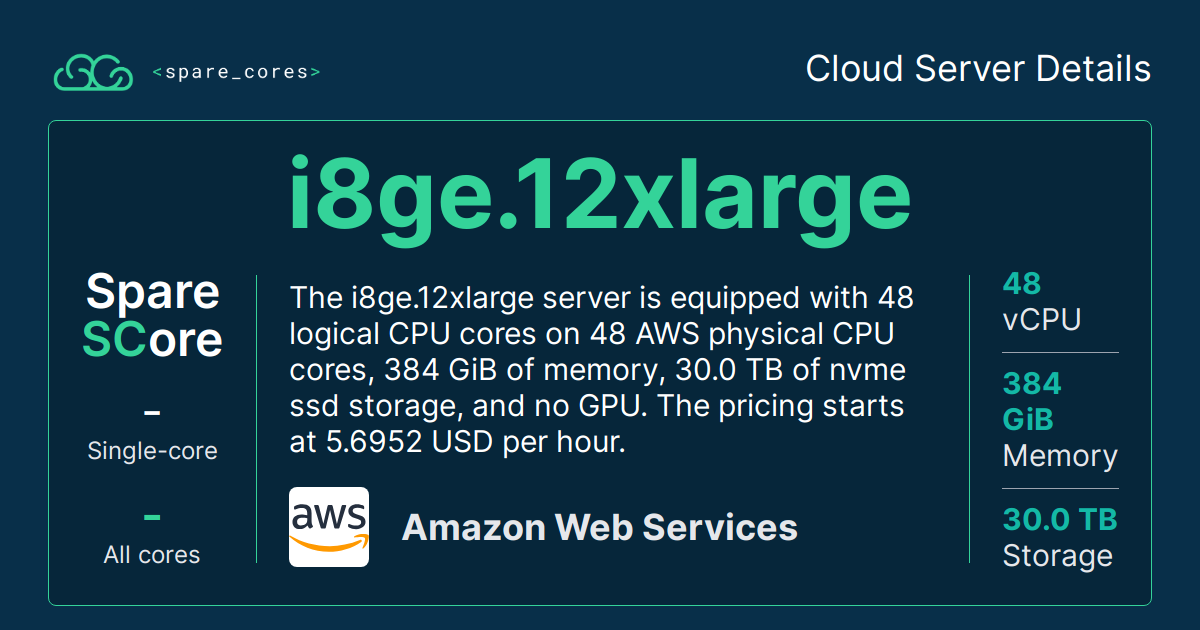 <spare_cores>
Cloud Server Details
i8ge.12xlarge
Spare
SCore
–
Single-core
–
All cores
The i8ge.12xlarge server is equipped with 48
logical CPU cores on 48 AWS physical CPU
cores, 384 GiB of memory, 30.0 TB of nvme
ssd storage, and no GPU. The pricing starts
at 5.6952 USD per hour.
aws
Amazon Web Services
48
vCPU
384
GiB
Memory
30.0 TB
Storage